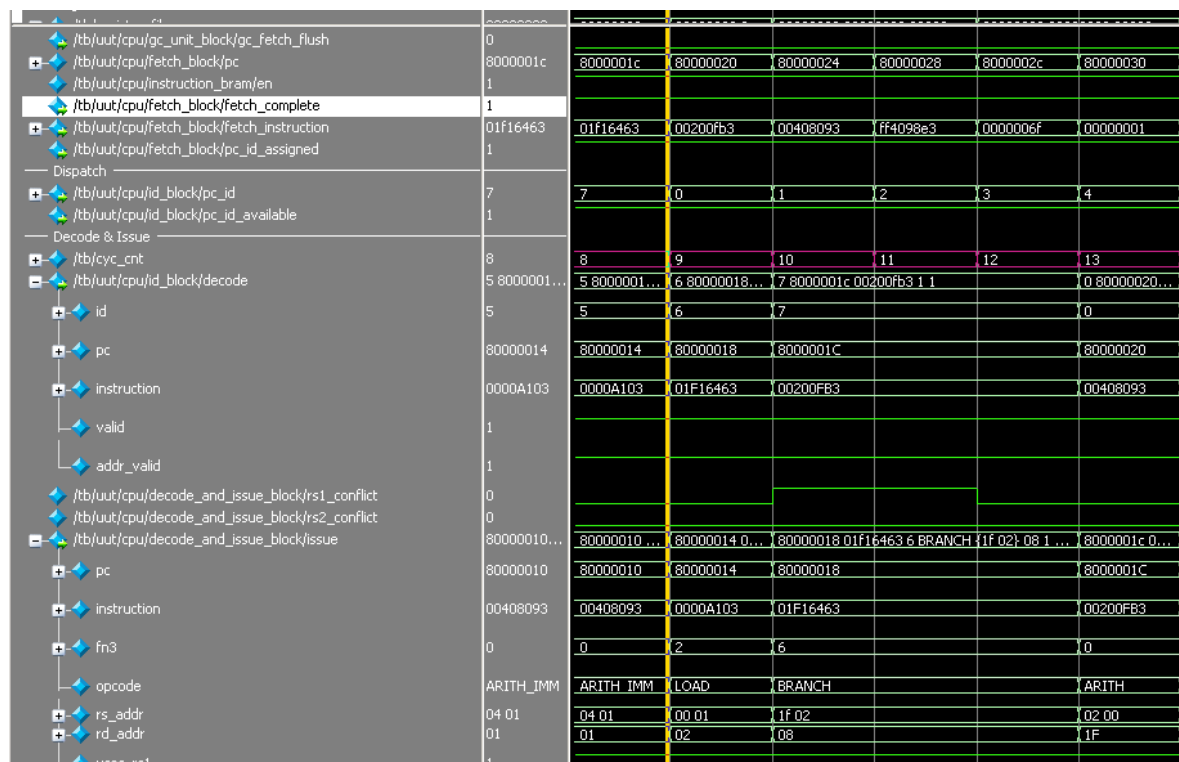 /tb/uut/cpu/gc_unit_block/gc_fetch_flush 0
/tb/uut/cpu/fetch_block/pc 8000001c 8000001c 80000020 80000024 80000028 8000002c 80000030
/tb/uut/cpu/instruction_bram/en 1
/tb/uut/cpu/fetch_block/fetch_complete 1
/tb/uut/cpu/fetch_block/fetch_instruction 01f16463 01f16463 00200fb3 00408093 ff4098e3 0000006f 00000001
/tb/uut/cpu/fetch_block/pc_id_assigned 1
Dispatch
/tb/uut/cpu/id_block/pc_id 7 7 0 1 2 3 4
/tb/uut/cpu/id_block/pc_id_available 1
Decode & Issue
/tb/cyc_cnt 8 8 9 10 11 12 13
/tb/uut/cpu/id_block/decode 5 8000001... 5 8000001... 6 80000018... 7 8000001c 00200fb3 1 1 0 80000020...
id 5 5 6 7 0
pc 80000014 80000014 80000018 8000001C 80000020
instruction 0000A103 0000A103 01F16463 00200FB3 00408093
valid 1
addr_valid 1
/tb/uut/cpu/decode_and_issue_block/rs1_conflict 0
/tb/uut/cpu/decode_and_issue_block/rs2_conflict 0
/tb/uut/cpu/decode_and_issue_block/issue 80000010... 80000010 ... 80000014 0... 80000018 01f16463 6 BRANCH {1f 02} 08 1 ... 8000001c 0...
pc 80000010 80000010 80000014 80000018 8000001C
instruction 00408093 00408093 0000A103 01F16463 00200FB3
fn3 0 0 2 6 0
opcode ARITH_IMM ARITH_IMM LOAD BRANCH ARITH
rs_addr 04 01 04 01 00 01 1f 02 02 00
rd_addr 01 01 02 08 1F